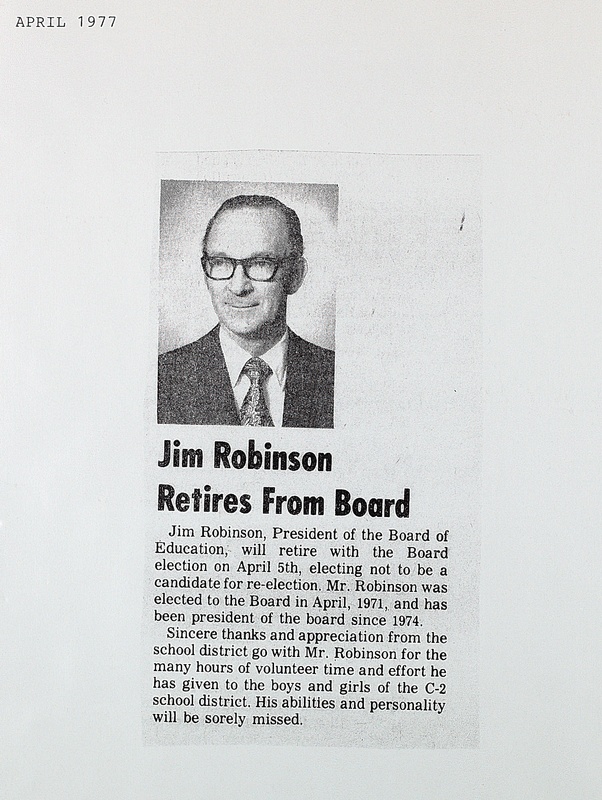 APRIL 1977
Jim Robinson
Retires From Board
Jim Robinson, President of the Board of
Education, will retire with the Board
election on April 5th, electing not to be a
candidate for re-election. Mr. Robinson was
elected to the Board in April, 1971, and has
been president of the board since 1974.
Sincere thanks and appreciation from the
school district go with Mr. Robinson for the
many hours of volunteer time and effort he
has given to the boys and girls of the C-2
school district. His abilities and personality
will be sorely missed.